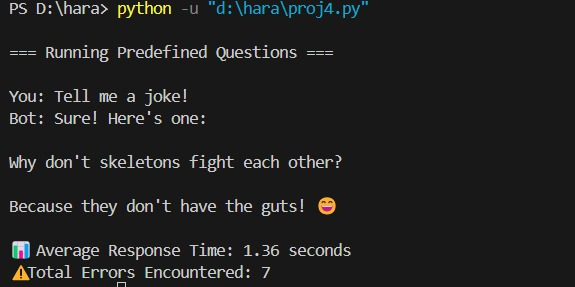 PS D:\hara> python -u "d:\hara\proj4.py"
=== Running Predefined Questions ===
You: Tell me a joke!
Bot: Sure! Here's one:
Why don't skeletons fight each other?
Because they don't have the guts! 😄
📊 Average Response Time: 1.36 seconds
⚠️Total Errors Encountered: 7